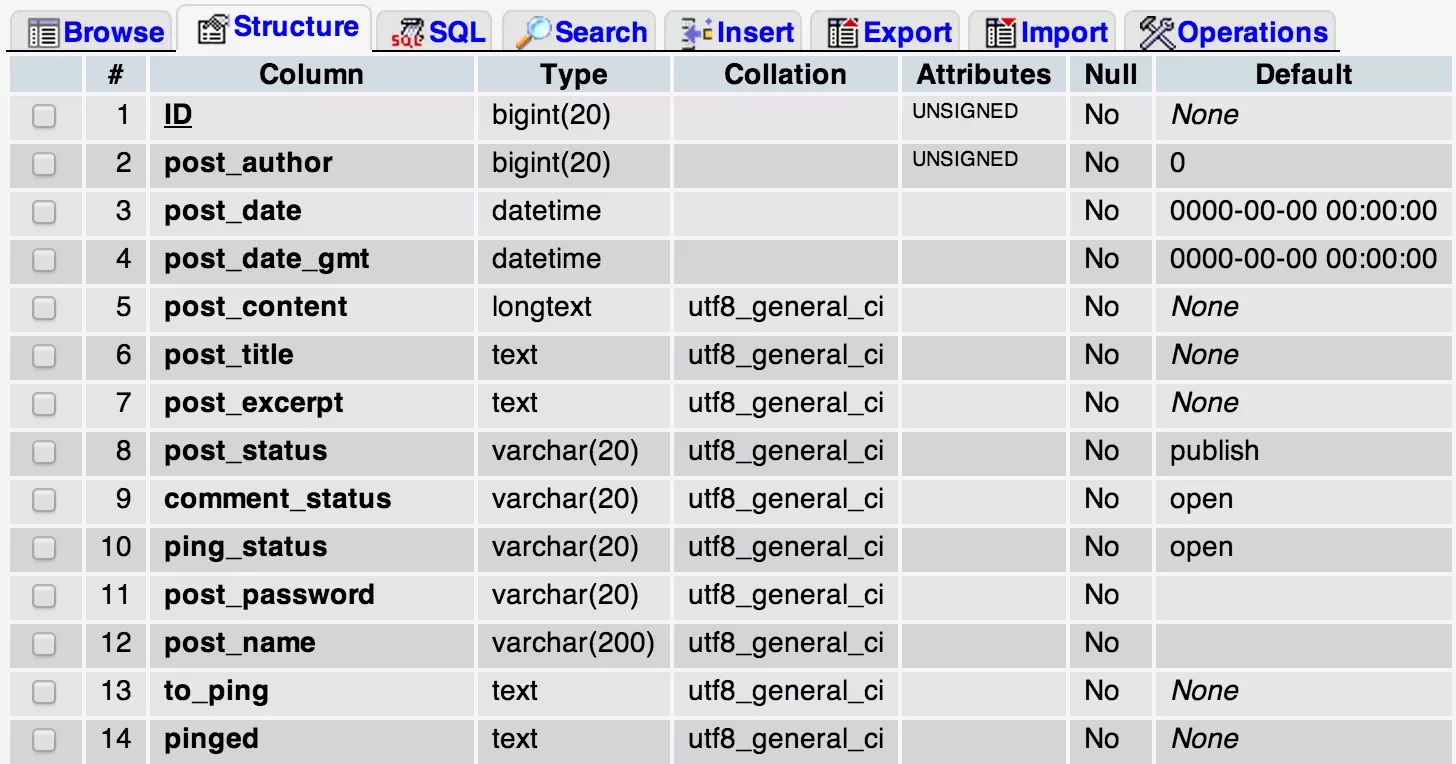 Browse Structure SQL Search Insert Export Import Operations
# Column Type Collation Attributes Null Default
1 ID bigint(20) UNSIGNED No None
2 post_author bigint(20) UNSIGNED No 0
3 post_date datetime No 0000-00-00 00:00:00
4 post_date_gmt datetime No 0000-00-00 00:00:00
5 post_content longtext utf8_general_ci No None
6 post_title text utf8_general_ci No None
7 post_excerpt text utf8_general_ci No None
8 post_status varchar(20) utf8_general_ci No publish
9 comment_status varchar(20) utf8_general_ci No open
10 ping_status varchar(20) utf8_general_ci No open
11 post_password varchar(20) utf8_general_ci No
12 post_name varchar(200) utf8_general_ci No
13 to_ping text utf8_general_ci No None
14 pinged text utf8_general_ci No None